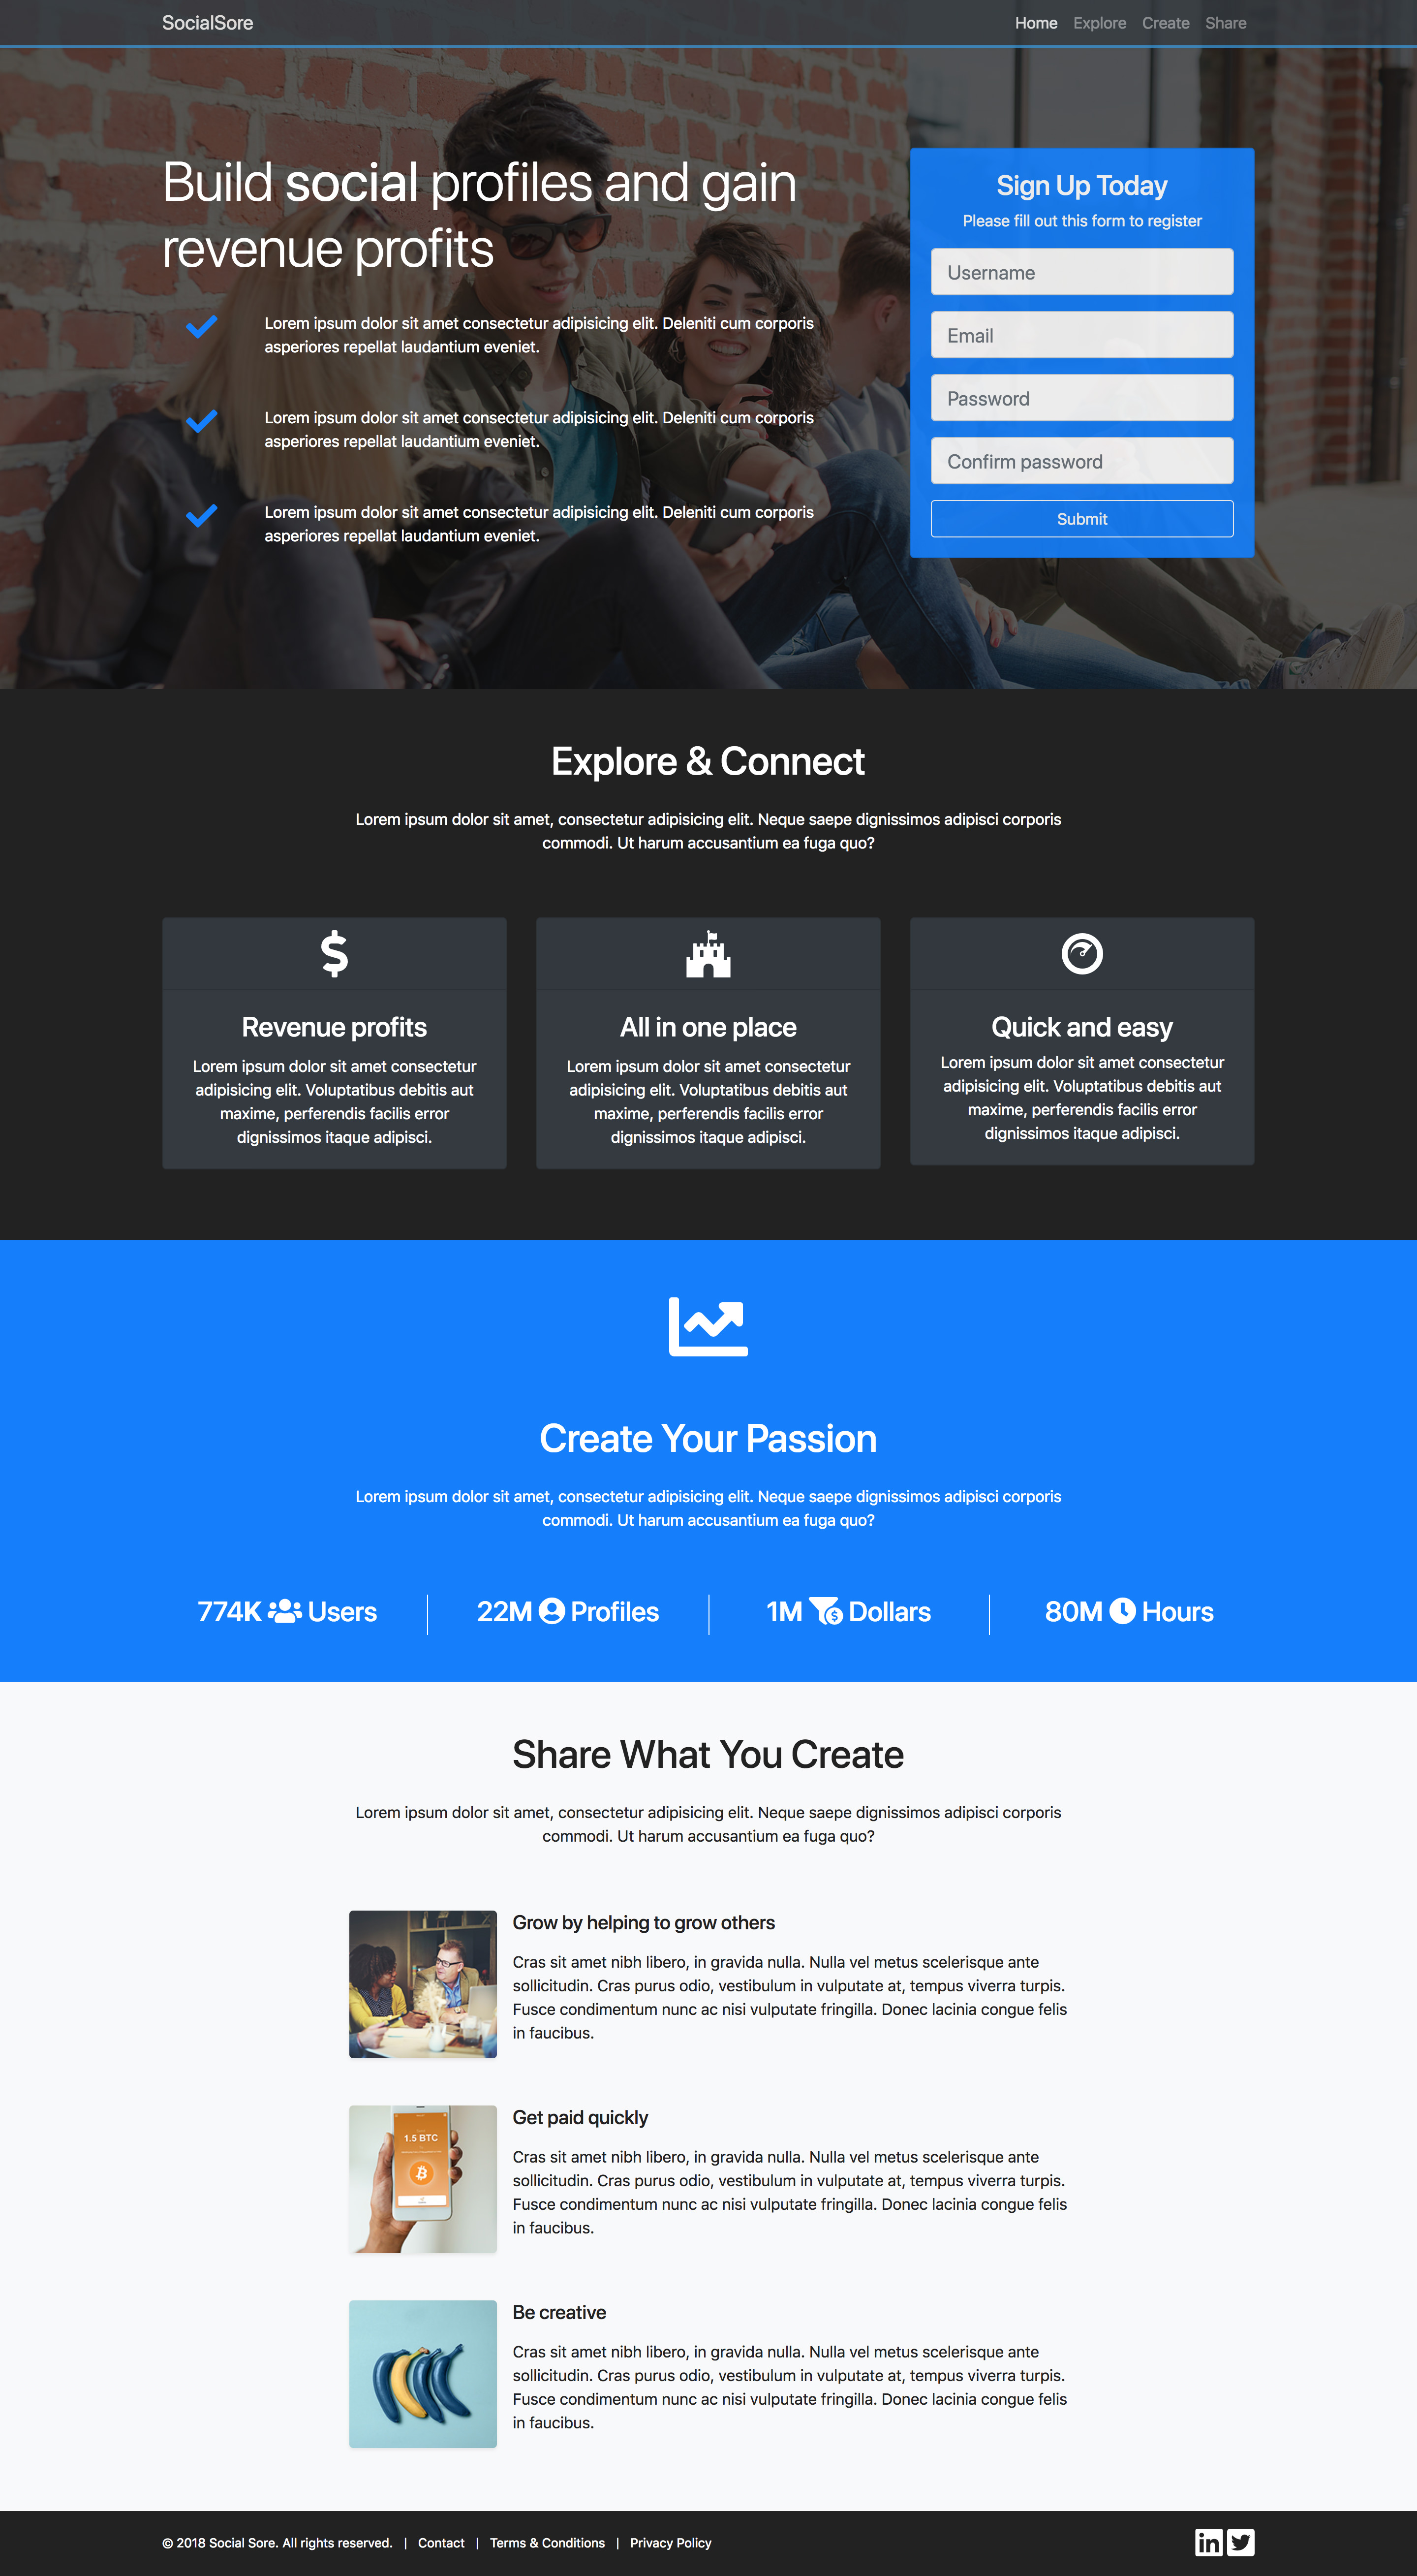 SocialSore
Home Explore Create Share
Build social profiles and gain
revenue profits
Lorem ipsum dolor sit amet consectetur adipisicing elit. Deleniti cum corporis
asperiores repellat laudantium eveniet.
Lorem ipsum dolor sit amet consectetur adipisicing elit. Deleniti cum corporis
asperiores repellat laudantium eveniet.
Lorem ipsum dolor sit amet consectetur adipisicing elit. Deleniti cum corporis
asperiores repellat laudantium eveniet.
Sign Up Today
Please fill out this form to register
Username
Email
Password
Confirm password
Submit
Explore & Connect
Lorem ipsum dolor sit amet, consectetur adipisicing elit. Neque saepe dignissimos adipisci corporis
commodi. Ut harum accusantium ea fuga quo?
Revenue profits
Lorem ipsum dolor sit amet consectetur
adipisicing elit. Voluptatibus debitis aut
maxime, perferendis facilis error
dignissimos itaque adipisci.
All in one place
Lorem ipsum dolor sit amet consectetur
adipisicing elit. Voluptatibus debitis aut
maxime, perferendis facilis error
dignissimos itaque adipisci.
Quick and easy
Lorem ipsum dolor sit amet consectetur
adipisicing elit. Voluptatibus debitis aut
maxime, perferendis facilis error
dignissimos itaque adipisci.
Create Your Passion
Lorem ipsum dolor sit amet, consectetur adipisicing elit. Neque saepe dignissimos adipisci corporis
commodi. Ut harum accusantium ea fuga quo?
774K Users
22M Profiles
1M Dollars
80M Hours
Share What You Create
Lorem ipsum dolor sit amet, consectetur adipisicing elit. Neque saepe dignissimos adipisci corporis
commodi. Ut harum accusantium ea fuga quo?
Grow by helping to grow others
Cras sit amet nibh libero, in gravida nulla. Nulla vel metus scelerisque ante
sollicitudin. Cras purus odio, vestibulum in vulputate at, tempus viverra turpis.
Fusce condimentum nunc ac nisi vulputate fringilla. Donec lacinia congue felis
in faucibus.
1.5 BTC
Get paid quickly
Cras sit amet nibh libero, in gravida nulla. Nulla vel metus scelerisque ante
sollicitudin. Cras purus odio, vestibulum in vulputate at, tempus viverra turpis.
Fusce condimentum nunc ac nisi vulputate fringilla. Donec lacinia congue felis
in faucibus.
Be creative
Cras sit amet nibh libero, in gravida nulla. Nulla vel metus scelerisque ante
sollicitudin. Cras purus odio, vestibulum in vulputate at, tempus viverra turpis.
Fusce condimentum nunc ac nisi vulputate fringilla. Donec lacinia congue felis
in faucibus.
© 2018 Social Sore. All rights reserved. | Contact | Terms & Conditions | Privacy Policy
in